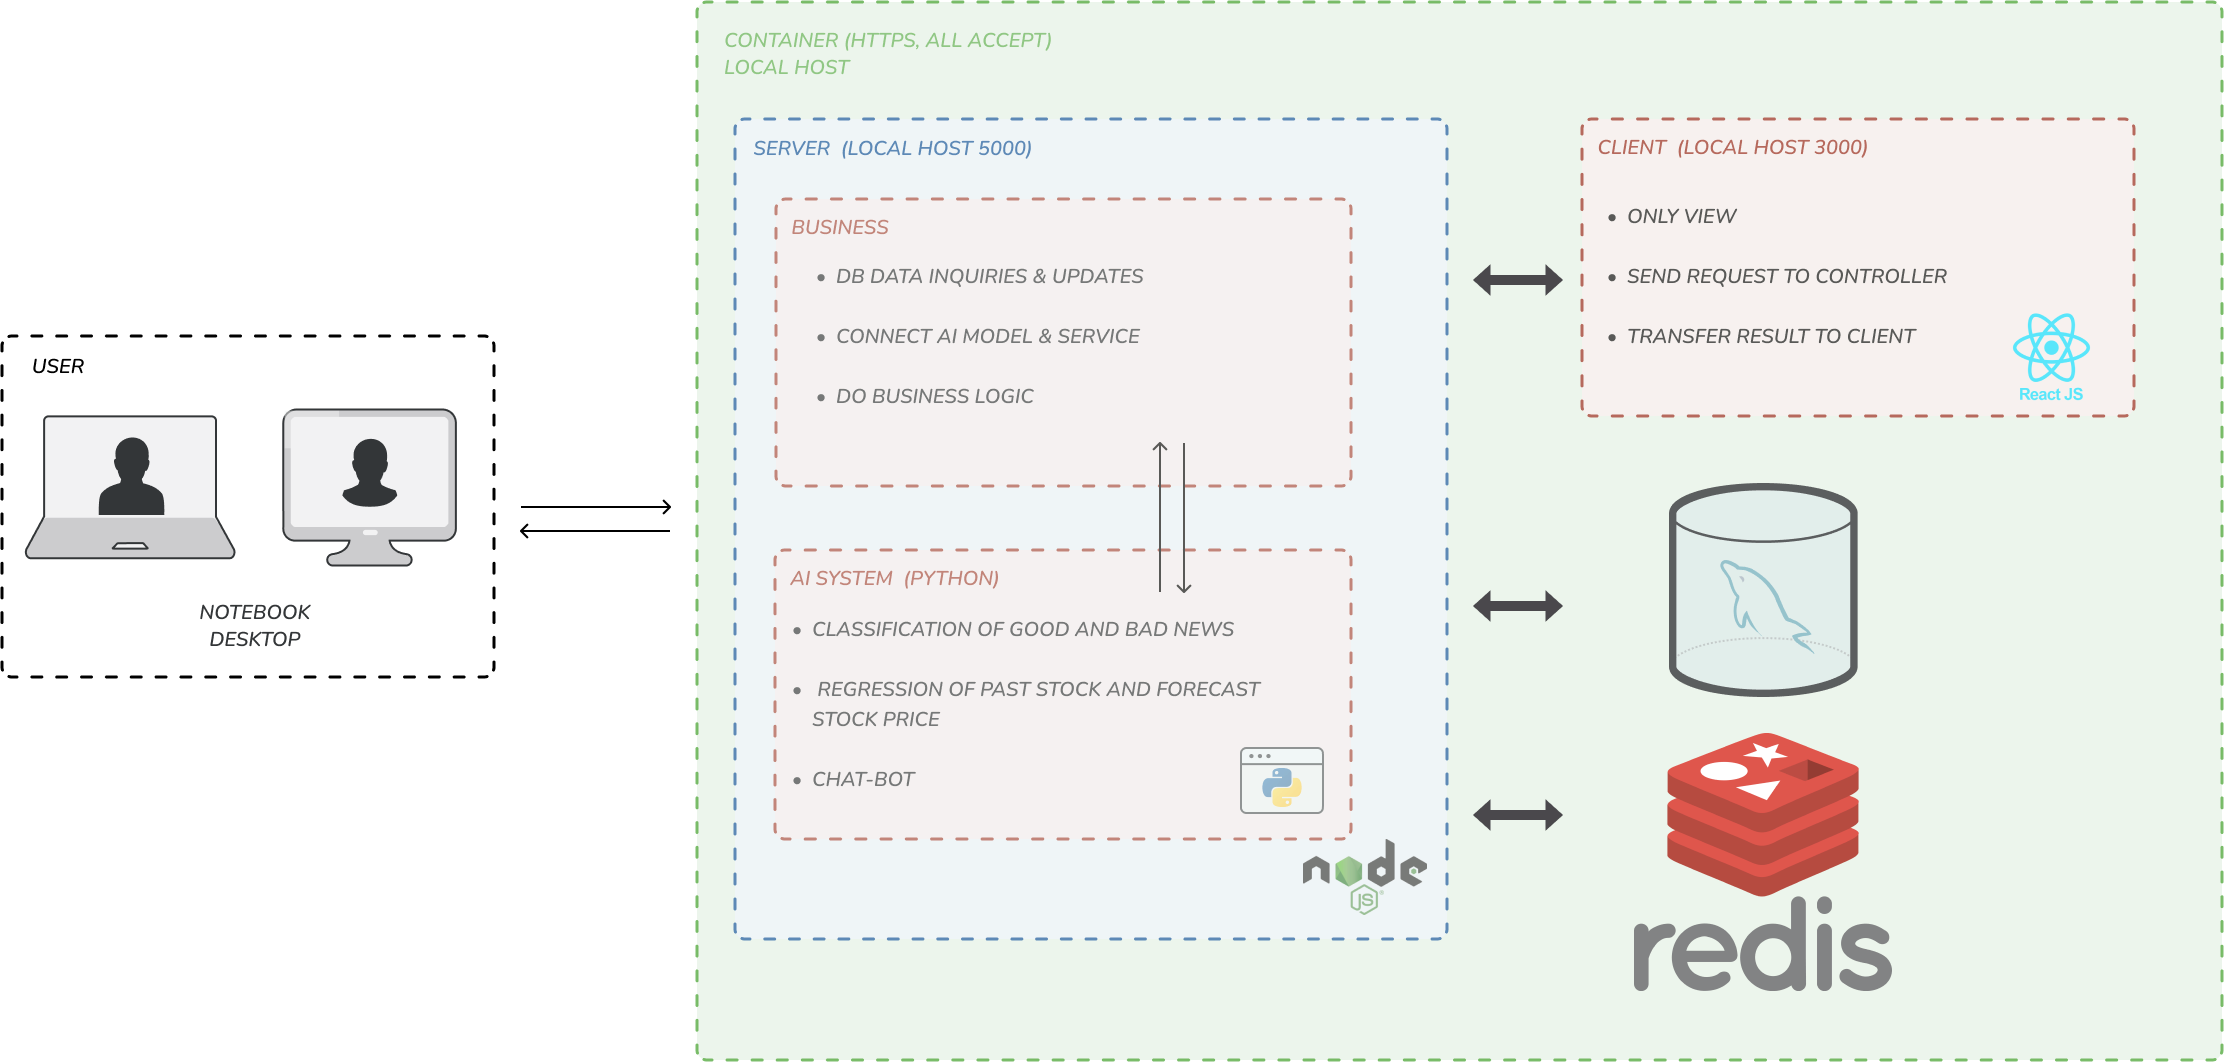 CONTAINER (HTTPS, ALL ACCEPT)
LOCAL HOST
SERVER (LOCAL HOST 5000)
BUSINESS
• DB DATA INQUIRIES & UPDATES
• CONNECT AI MODEL & SERVICE
• DO BUSINESS LOGIC
AI SYSTEM (PYTHON)
• CLASSIFICATION OF GOOD AND BAD NEWS
• REGRESSION OF PAST STOCK AND FORECAST
STOCK PRICE
• CHAT-BOT
node
JS
CLIENT (LOCAL HOST 3000)
• ONLY VIEW
• SEND REQUEST TO CONTROLLER
• TRANSFER RESULT TO CLIENT
React JS
redis
USER
NOTEBOOK
DESKTOP